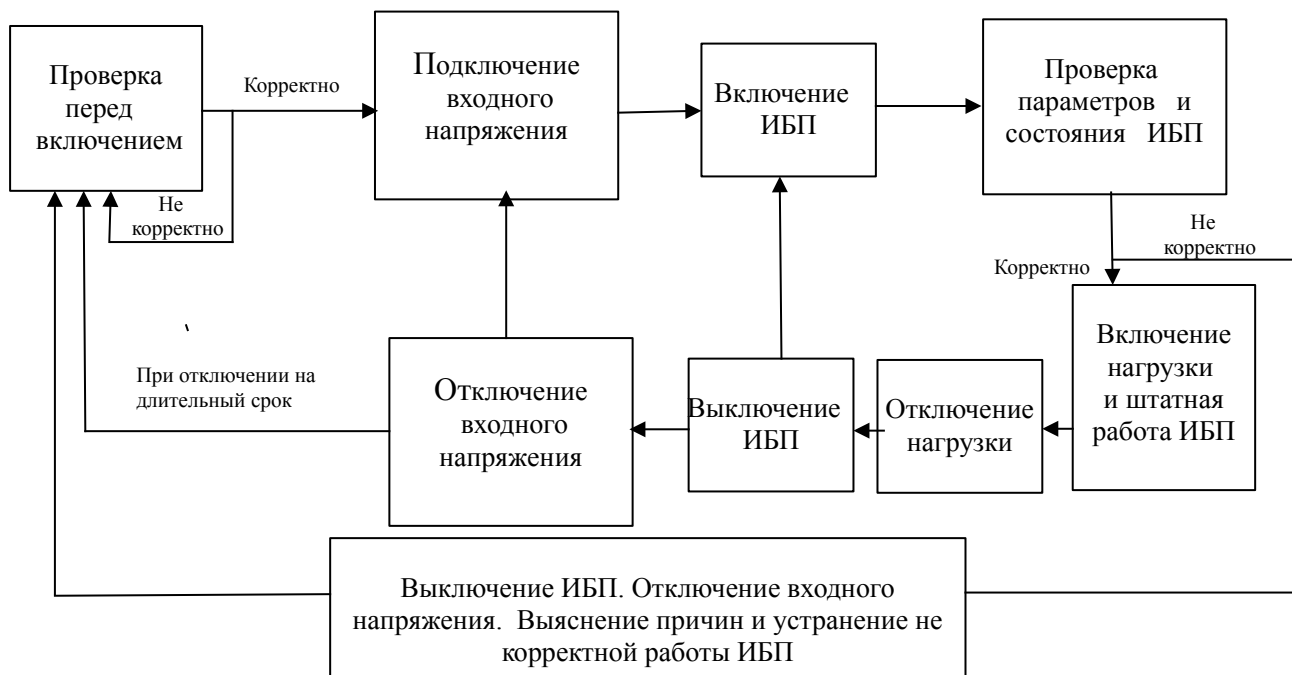 Проверка
перед
включением
Корректно
Не
корректно
Подключение
входного
напряжения
Включение
ИБП
Проверка
параметров и
состояния ИБП
Не
корректно
Корректно
Включение
нагрузки
и штатная
работа ИБП
Отключение
нагрузки
Выключение
ИБП
Отключение
входного
напряжения
При отключении на
длительный срок
Выключение ИБП. Отключение входного
напряжения. Выяснение причин и устранение не
корректной работы ИБП